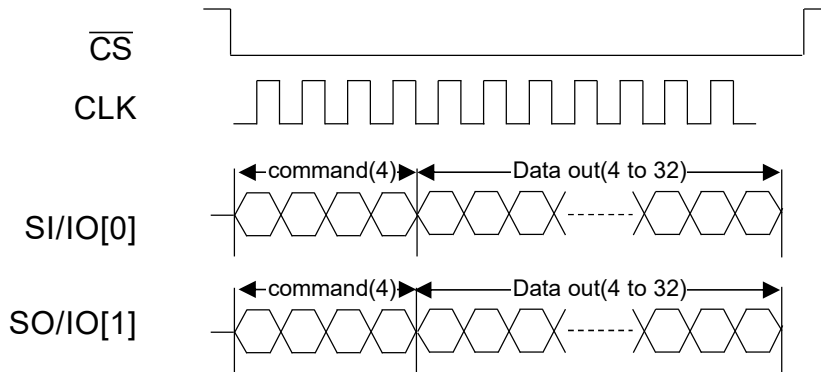 CS
CLK
command(4) Data out(4 to 32)
SI/IO[0]
command(4) Data out(4 to 32)
SO/IO[1]